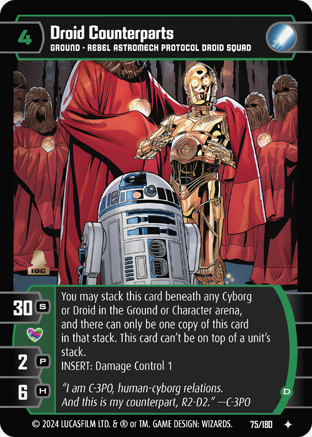 4 Droid Counterparts
GROUND - REBEL ASTROMECH PROTOCOL DROID SQUAD
IDC
30 S
2 P
6 H
You may stack this card beneath any Cyborg
or Droid in the Ground or Character arena,
and there can only be one copy of this card
in that stack. This card can't be on top of a unit's
stack.
INSERT: Damage Control 1
"I am C-3PO, human-cyborg relations.
And this is my counterpart, R2-D2." —C-3PO
D
© 2024 LUCASFILM LTD. & ® or TM. GAME DESIGN: WIZARDS. 75/180